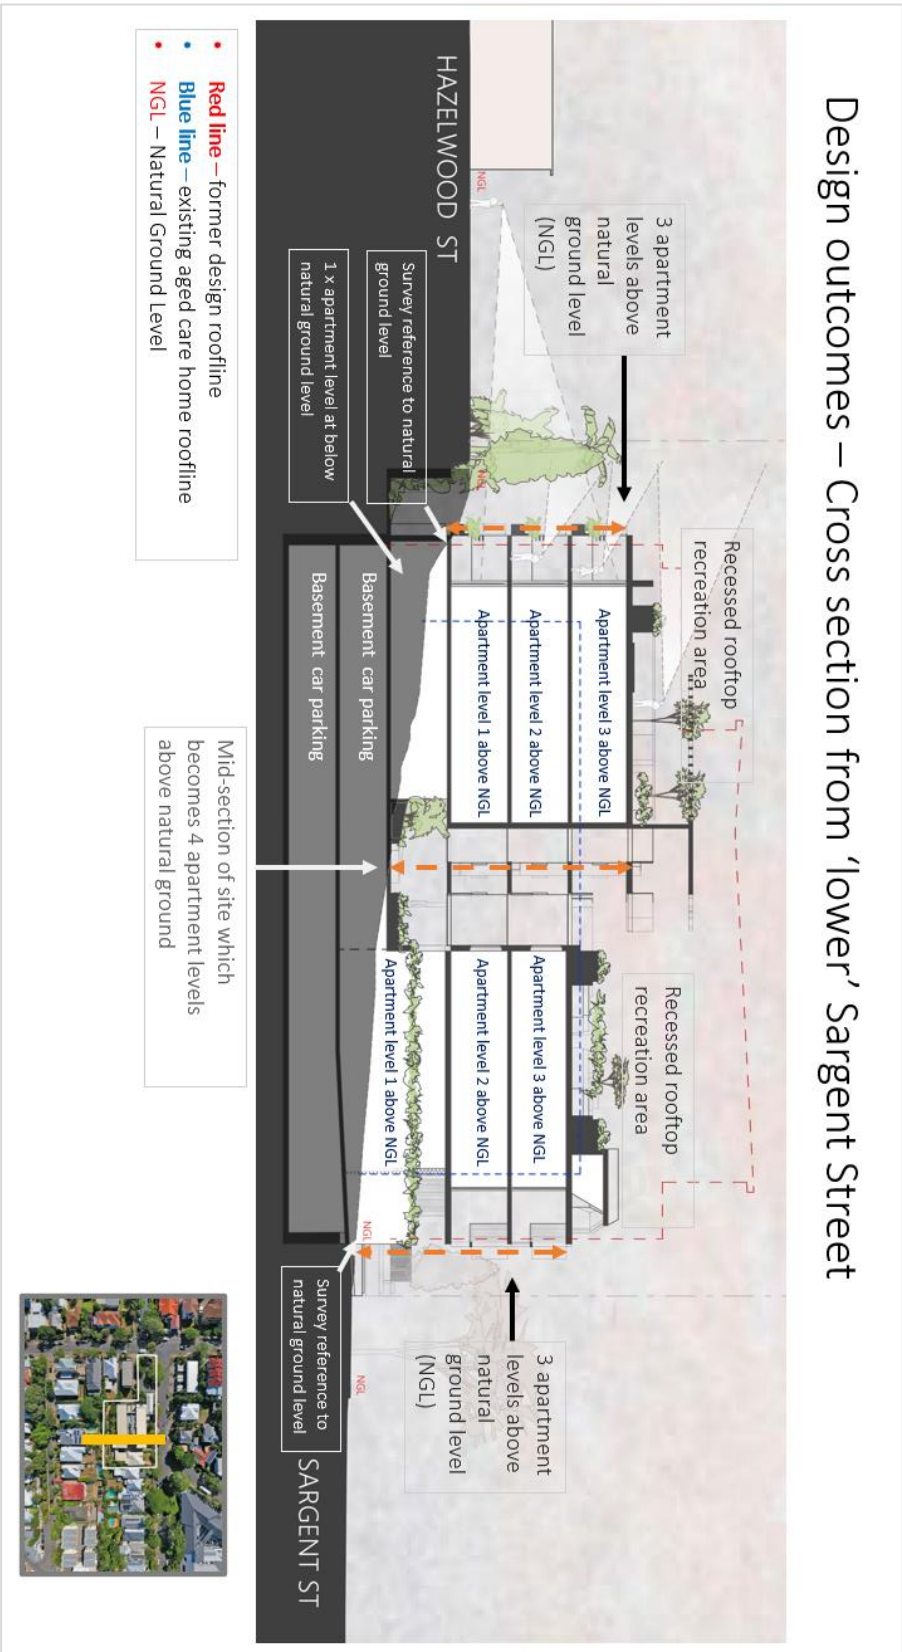 Design outcomes – Cross section from 'lower' Sargent Street
3 apartment
levels above
natural
ground level
(NGL)
Recessed rooftop
recreation area
Recessed rooftop
recreation area
3 apartment
levels above
natural
ground level
(NGL)
HAZELWOOD ST
NGL
NGL
Apartment level 3 above NGL
Apartment level 2 above NGL
Apartment level 1 above NGL
Apartment level 3 above NGL
Apartment level 2 above NGL
Apartment level 1 above NGL
NGL
NGL
Survey reference to natural
ground level
1 x apartment level at below
natural ground level
Basement car parking
Basement car parking
Survey reference to
natural ground level
SARGENT ST
• Red line – former design roofline
• Blue line – existing aged care home roofline
• NGL – Natural Ground Level
Mid-section of site which
becomes 4 apartment levels
above natural ground